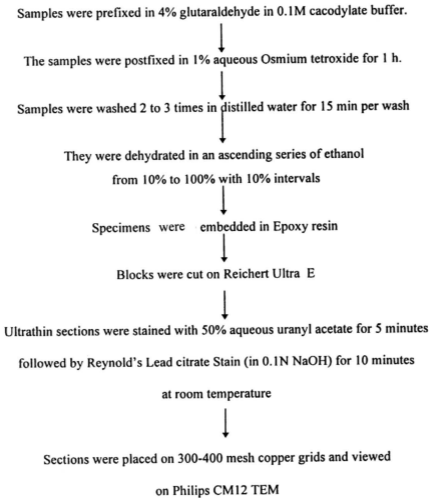 Samples were prefixed in 4% glutaraldehyde in 0.1M cacodylate buffer.
The samples were postfixed in 1% aqueous Osmium tetroxide for 1 h.
Samples were washed 2 to 3 times in distilled water for 15 min per wash
They were dehydrated in an ascending series of ethanol
from 10% to 100% with 10% intervals
Specimens were embedded in Epoxy resin
Blocks were cut on Reichert Ultra E
Ultrathin sections were stained with 50% aqueous uranyl acetate for 5 minutes
followed by Reynold's Lead citrate Stain (in 0.1N NaOH) for 10 minutes
at room temperature
Sections were placed on 300-400 mesh copper grids and viewed
on Philips CM12 TEM